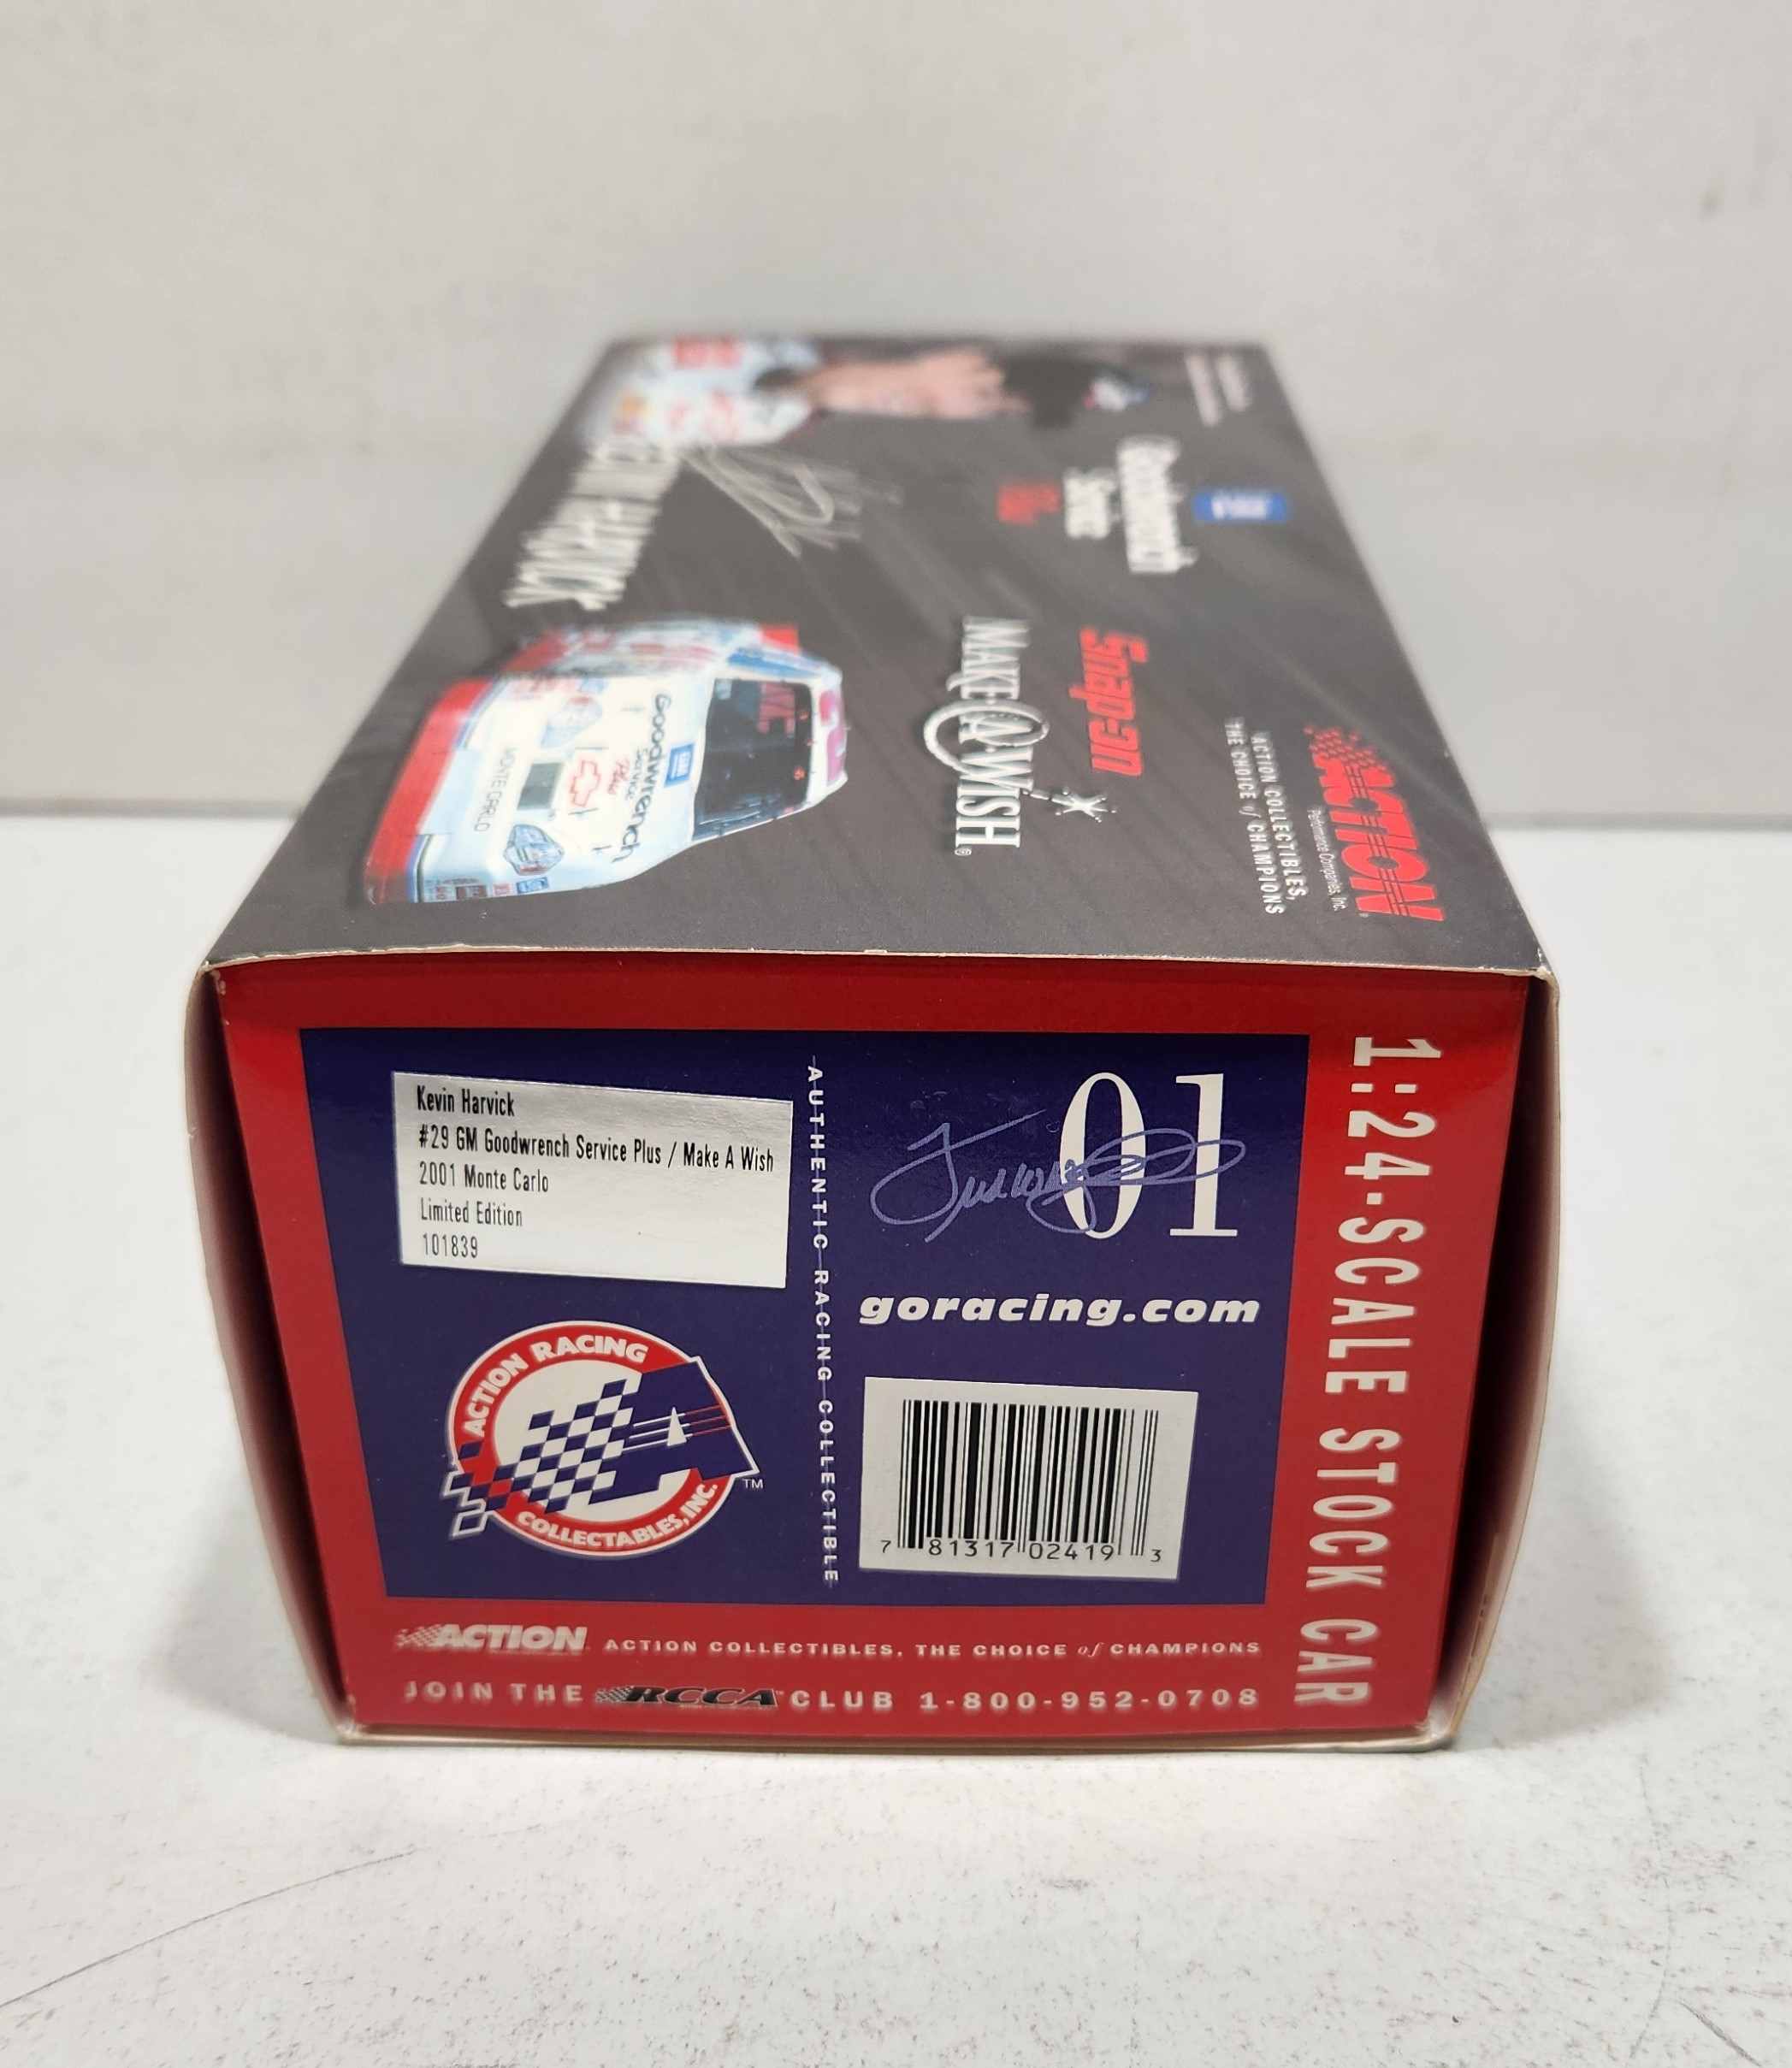 KEVIN HARVICK
Goodwrench
Service
Plus
Snap-on
MAKE A WISH®
MONTE CARLO
Goodwrench
Service
Plus
ACTION
Performance Companies, Inc.
ACTION COLLECTIBLES,
THE CHOICE of CHAMPIONS
Kevin Harvick
#29 GM Goodwrench Service Plus / Make A Wish
2001 Monte Carlo
Limited Edition
101839
AUTHENTIC RACING COLLECTIBLE
01
goracing.com
ACTION RACING
COLLECTABLES, INC.
TM
7 81317 02419 3
1:24-SCALE STOCK CAR
ACTION ACTION COLLECTIBLES, THE CHOICE of CHAMPIONS
JOIN THE RCCA CLUB 1-800-952-0708